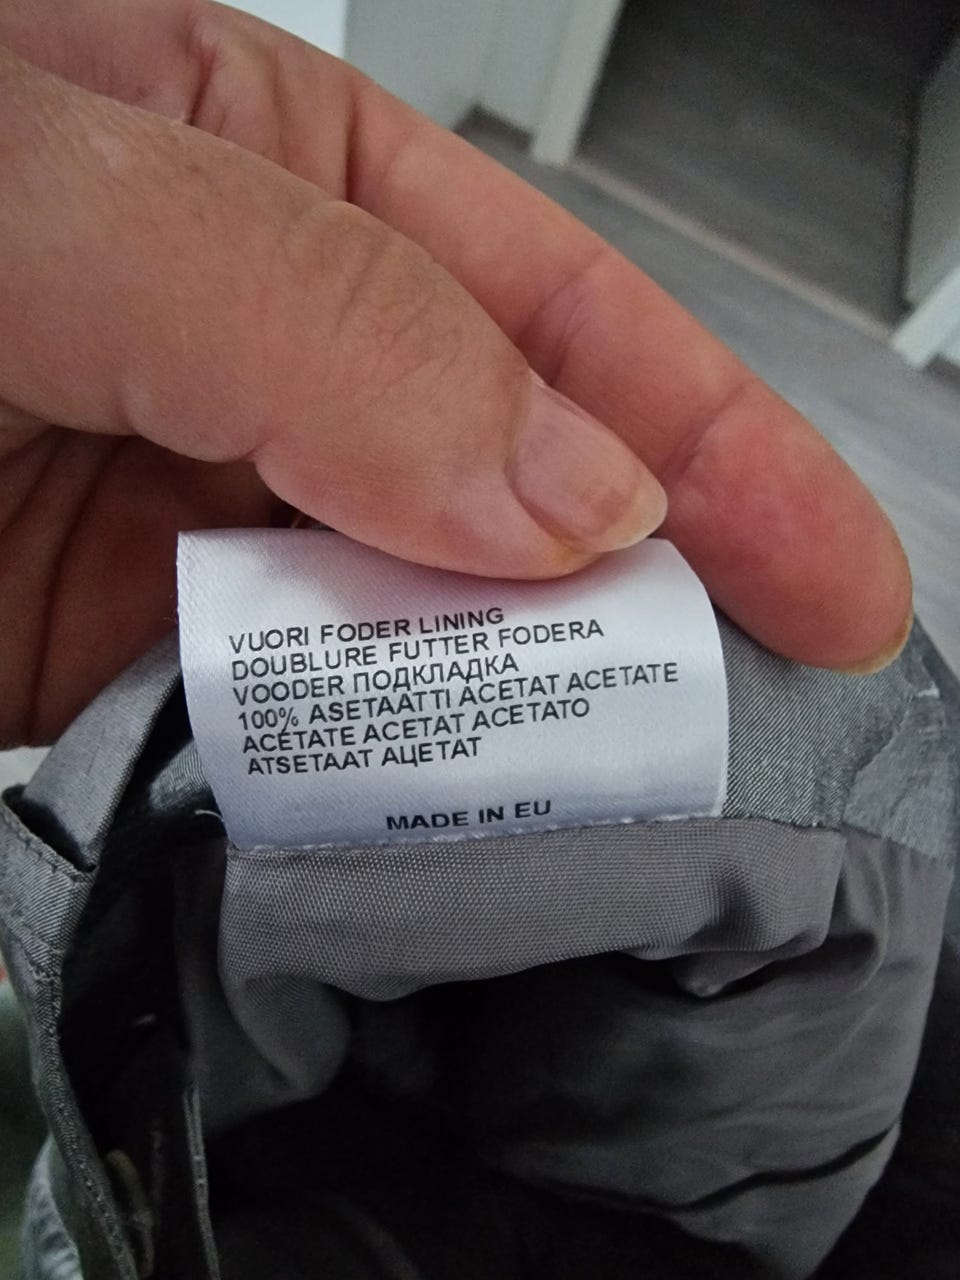 VUORI FODER LINING
DOUBLURE FUTTER FODERA
VOODER ПОДКЛАДКА
100% ASETAATTI ACETAT ACETATE
ACÉTATE ACETAT ACETATO
ATSETAAT АЦЕТАТ
MADE IN EU